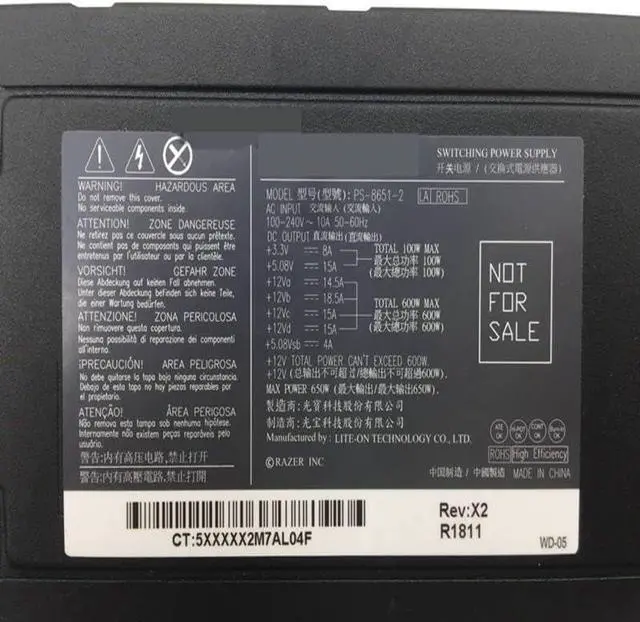 SWITCHING POWER SUPPLY
开关电源 / (交換式電源供應器)
WARNING! HAZARDOUS AREA
Do not remove this cover.
No serviceable components inside.
ATTENTION! ZONE DANGEREUSE
Ne retirez pas ce couvercle sous aucun prétexte.
Ne contient pas de composants qui puissent être
entretenus par l'utilisateur ou par la clientèle.
VORSICHT! GEFAHR ZONE
Diese Abdeckung auf keinen Fall abnehmen.
Unter dieser Abdeckung befinden sich keine Teile,
die einer Wartung bedürfen.
ATTENZIONE! ZONA PERICOLOSA
Non rimuovere questa copertura.
Nessuna possibilità di reparazione dei componenti
all'interno.
¡PRECAUCIÓN! AREA PELIGROSA
No debe quitarse la tapa bajo ninguna circunstancia.
Debajo de esta tapa no hay piezas reparables por
el propietario.
ATENÇÃO! ÁREA PERIGOSA
Não remova esta tampa sob nenhuma hipótese.
Internamente não existem peças reparáveis pelo
usuário.
警告:内有高压电路,禁止打开
警告:內有高壓電路,禁止打開
MODEL 型号(型號): PS-8651-2 LAT ROHS
AC INPUT 交流输入 (交流輸入)
100-240V~ 10A 50-60Hz
DC OUTPUT 直流输出 (直流輸出)
+3.3V 8A TOTAL 100W MAX
+5.08V 15A 最大总功率 100W
(最大總功率 100W)
+12Va 14.5A
+12Vb 18.5A TOTAL 600W MAX
+12Vc 15A 最大总功率 600W
+12Vd 15A (最大總功率 600W)
+5.08Vsb 4A
+12V TOTAL POWER CAN'T EXCEED 600W.
+12V (总输出不可超过/總輸出不可超過600W).
MAX POWER 650W (最大输出/最大輸出650W).
製造商:光寶科技股份有限公司
制造商:光宝科技股份有限公司
Manufactured by : LITE-ON TECHNOLOGY CO., LTD.
© RAZER INC
NOT
FOR
SALE
ATE OK Hi-POT OK CONT OK Burn-In OK
ROHS High Efficiency
中国制造 / 中國製造 MADE IN CHINA
CT:5XXXXX2M7AL04F
Rev:X2
R1811
WD-05